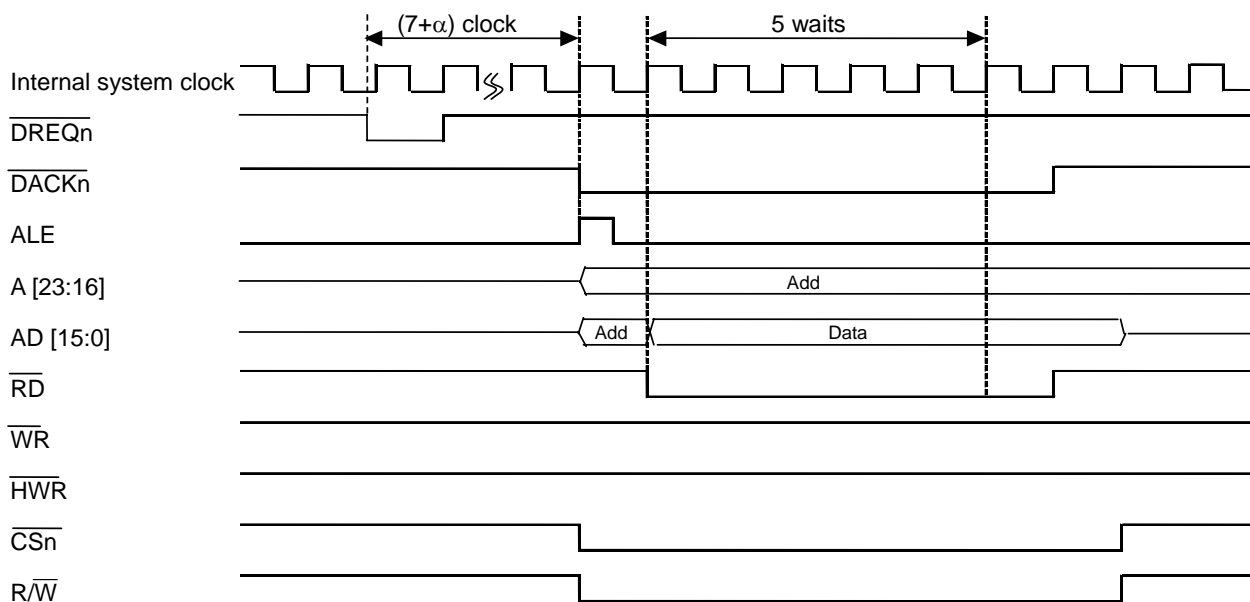 (7+α) clock 5 waits
Internal system clock
DREQn
DACKn
ALE
A [23:16] Add
AD [15:0] Add Data
RD
WR
HWR
CSn
R/W